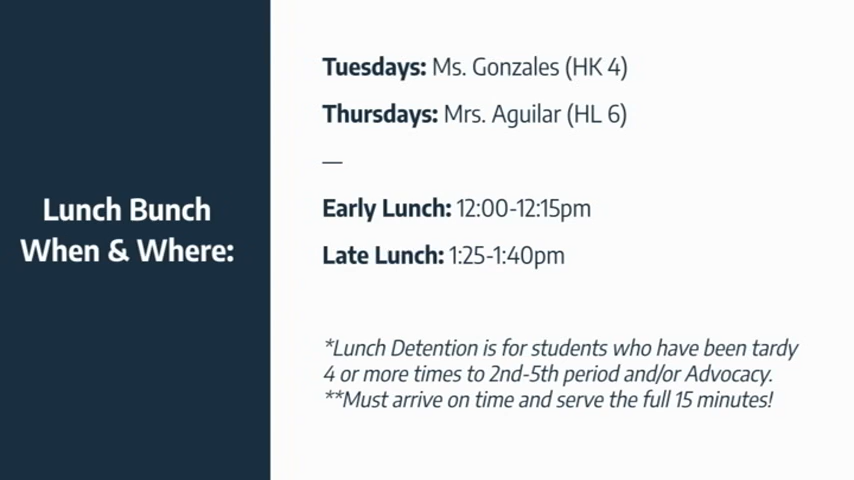 Lunch Bunch
When & Where:
Tuesdays: Ms. Gonzales (HK 4)
Thursdays: Mrs. Aguilar (HL 6)
—
Early Lunch: 12:00-12:15pm
Late Lunch: 1:25-1:40pm
*Lunch Detention is for students who have been tardy
4 or more times to 2nd-5th period and/or Advocacy.
**Must arrive on time and serve the full 15 minutes!